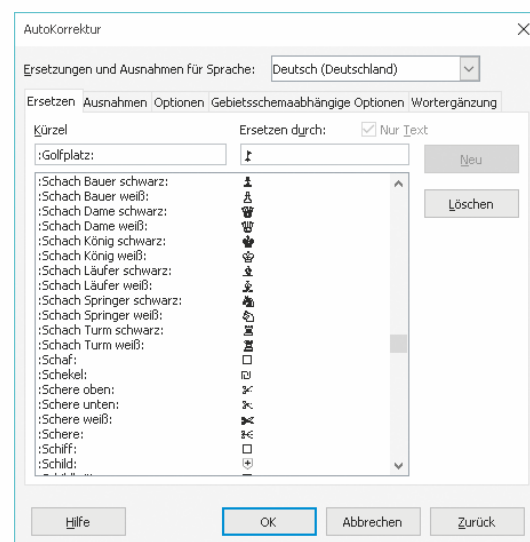 AutoKorrektur
Ersetzungen und Ausnahmen für Sprache: Deutsch (Deutschland)
Ersetzen Ausnahmen Optionen Gebietsschemaabhängige Optionen Wortergänzung
Kürzel Ersetzen durch: Nur Text
:Golfplatz: Neu
:Schach Bauer schwarz: ♟
:Schach Bauer weiß: ♙
Löschen
:Schach Dame schwarz: ♛
:Schach Dame weiß: ♕
:Schach König schwarz: ♚
:Schach König weiß: ♔
:Schach Läufer schwarz: ♝
:Schach Läufer weiß: ♗
:Schach Springer schwarz: ♞
:Schach Springer weiß: ♘
:Schach Turm schwarz: ♜
:Schach Turm weiß: ♖
:Schaf: □
:Schekel: ₪
:Schere oben: ✁
:Schere unten: ✃
:Schere weiß: ✄
:Schere: ✂
:Schiff: □
:Schild:
Hilfe OK Abbrechen Zurück